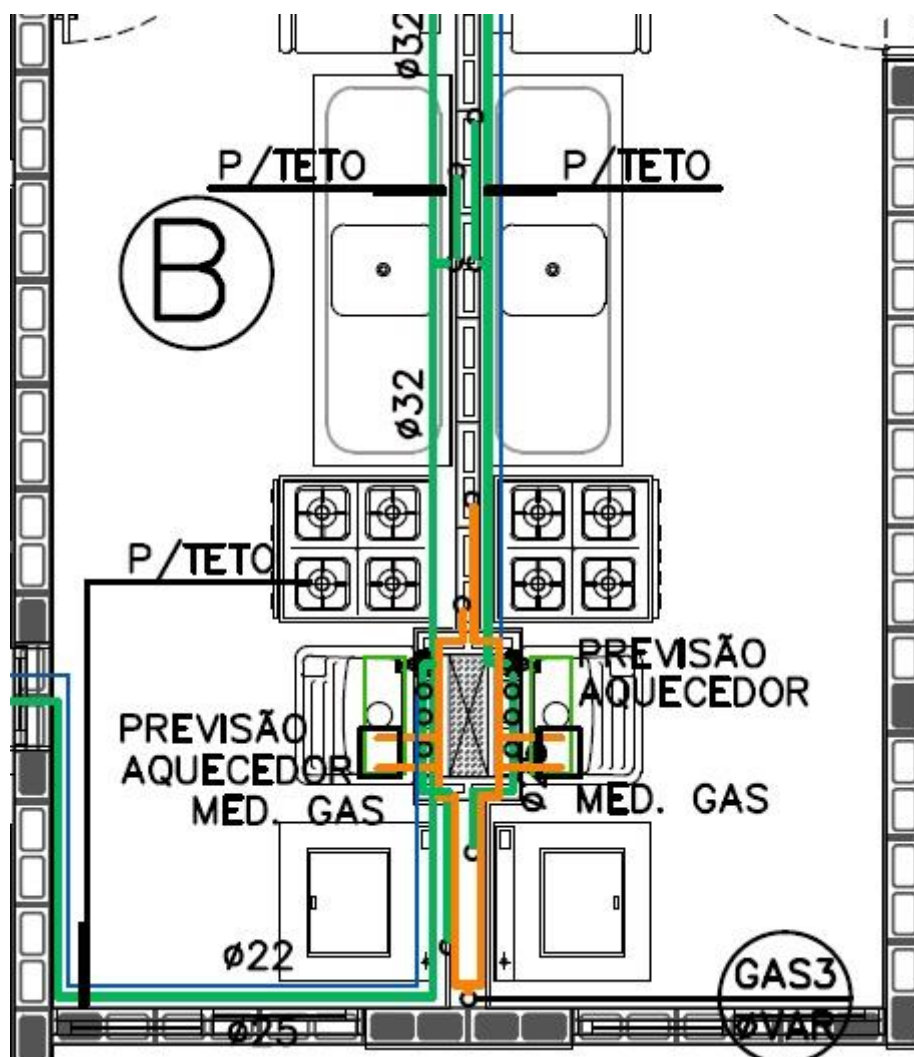 ø32
P/TETO
P/TETO
B
ø32
P/TETO
PREVISÃO
AQUECEDOR
PREVISÃO
AQUECEDOR
MED. GAS
MED. GAS
ø22
GAS3
øVAR
ø25